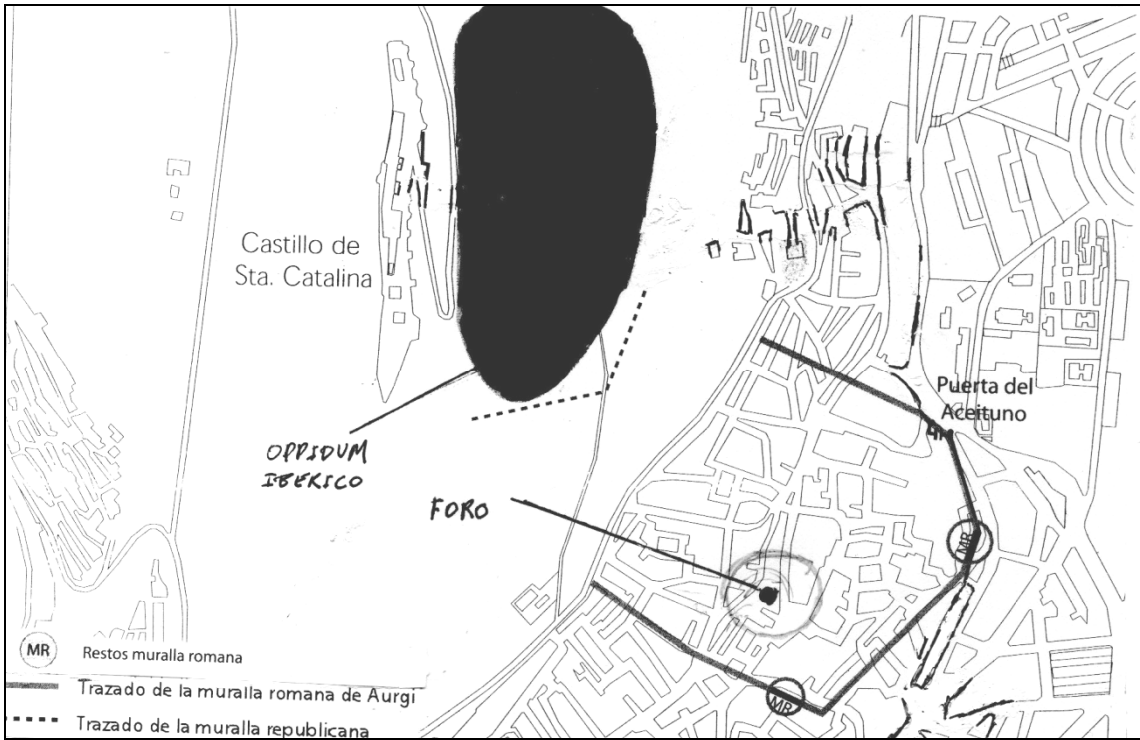 Castillo de
Sta. Catalina
Puerta del
Aceituno
OPPIDUM
IBERICO
FORO
MR
MR
MR Restos muralla romana
Trazado de la muralla romana de Aurgi
Trazado de la muralla republicana